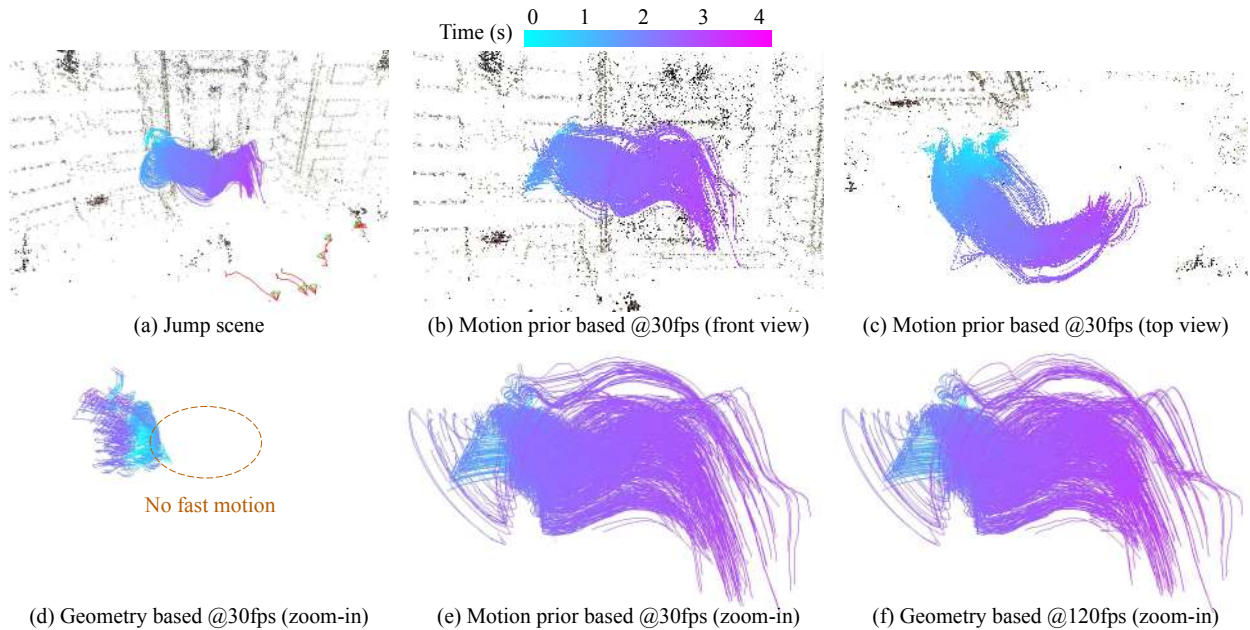 Time (s) 0 1 2 3 4
(a) Jump scene
(b) Motion prior based @30fps (front view)
(c) Motion prior based @30fps (top view)
No fast motion
(d) Geometry based @30fps (zoom-in)
(e) Motion prior based @30fps (zoom-in)
(f) Geometry based @120fps (zoom-in)